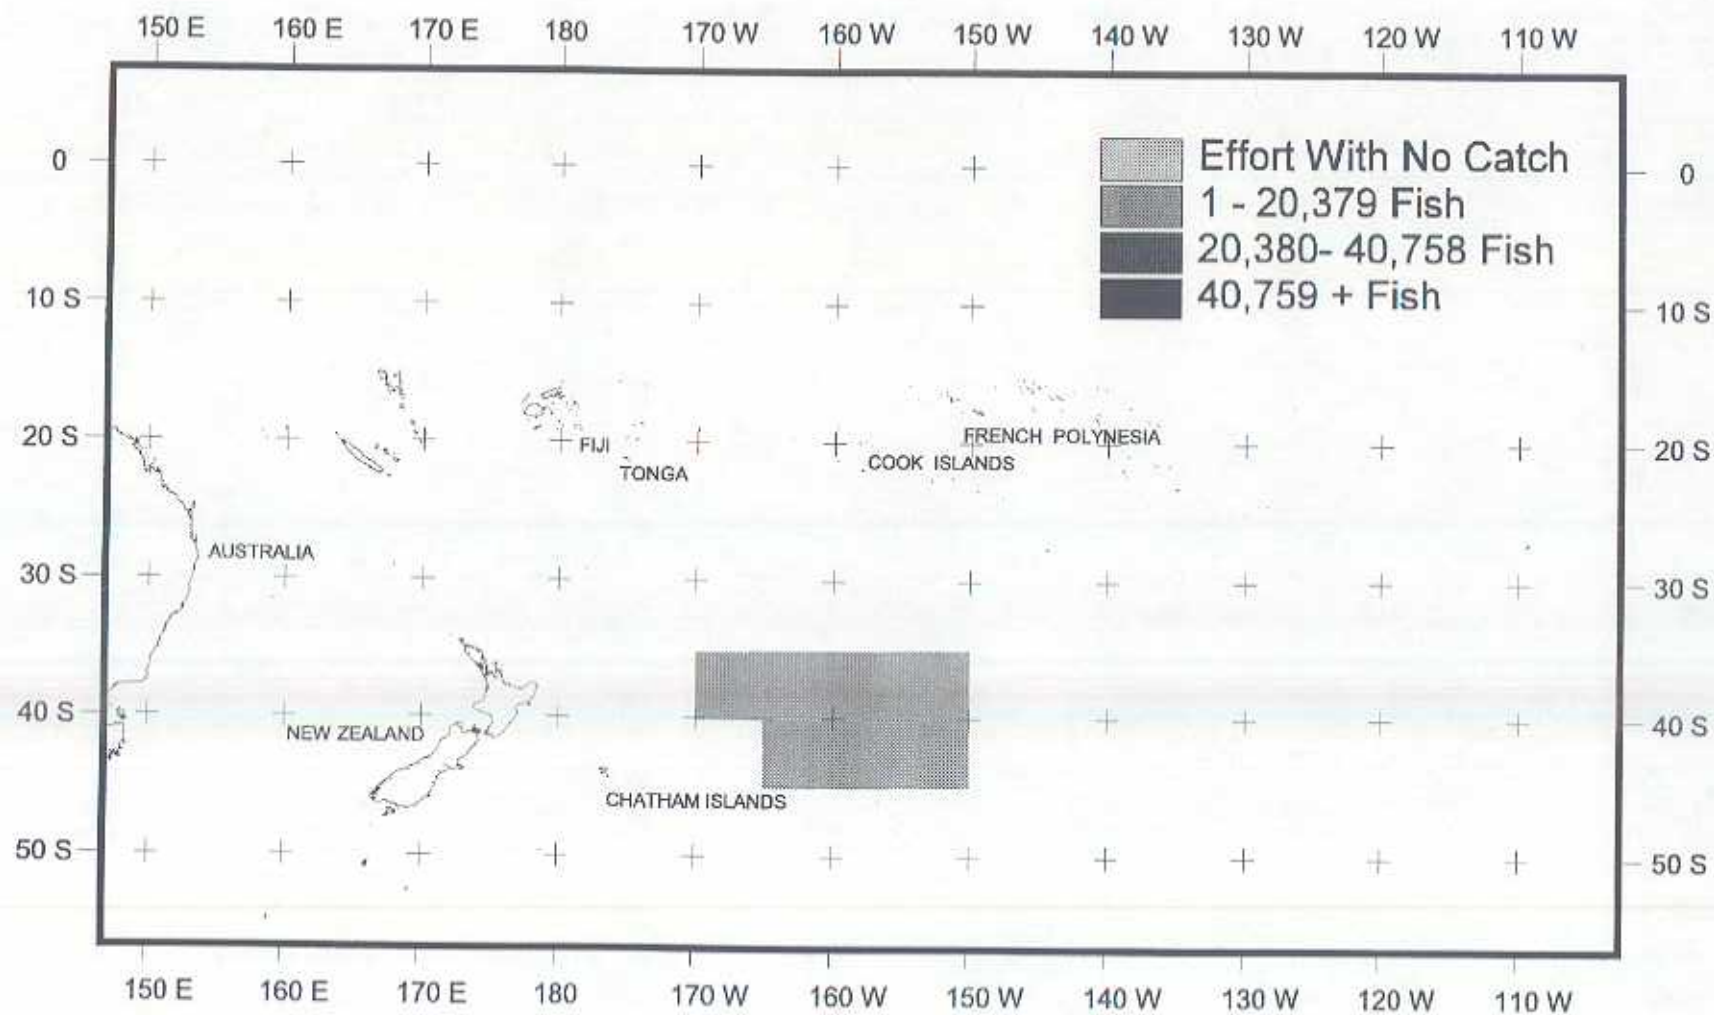 150 E 160 E 170 E 180 170 W 160 W 150 W 140 W 130 W 120 W 110 W
Effort With No Catch
0 0
1 - 20,379 Fish
20,380- 40,758 Fish
40,759 + Fish
10 S 10 S
20 S FIJI FRENCH POLYNESIA 20 S
TONGA COOK ISLANDS
AUSTRALIA
30 S 30 S
40 S 40 S
NEW ZEALAND
CHATHAM ISLANDS
50 S 50 S
150 E 160 E 170 E 180 170 W 160 W 150 W 140 W 130 W 120 W 110 W